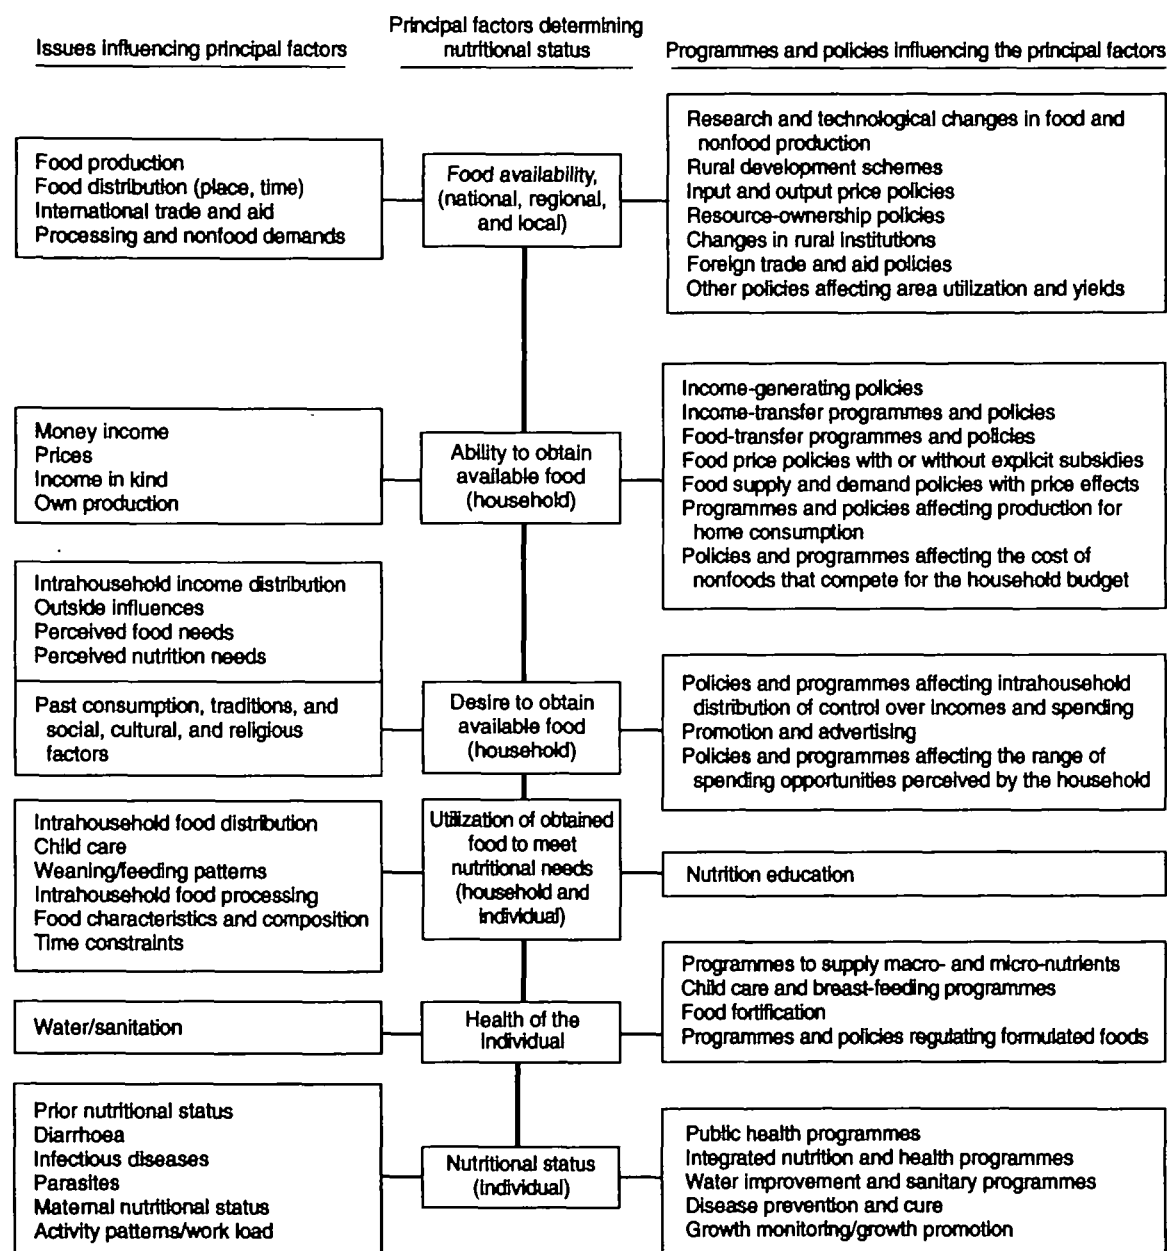 Issues influencing principal factors
Principal factors determining
nutritional status
Programmes and policies influencing the principal factors
Food production
Food distribution (place, time)
International trade and aid
Processing and nonfood demands
Food availability,
(national, regional,
and local)
Research and technological changes in food and
nonfood production
Rural development schemes
Input and output price policies
Resource-ownership policies
Changes in rural institutions
Foreign trade and aid policies
Other policies affecting area utilization and yields
Money income
Prices
Income in kind
Own production
Ability to obtain
available food
(household)
Income-generating policies
Income-transfer programmes and policies
Food-transfer programmes and policies
Food price policies with or without explicit subsidies
Food supply and demand policies with price effects
Programmes and policies affecting production for
home consumption
Policies and programmes affecting the cost of
nonfoods that compete for the household budget
Intrahousehold income distribution
Outside influences
Perceived food needs
Perceived nutrition needs
Past consumption, traditions, and
social, cultural, and religious
factors
Desire to obtain
available food
(household)
Policies and programmes affecting intrahousehold
distribution of control over incomes and spending
Promotion and advertising
Policies and programmes affecting the range of
spending opportunities perceived by the household
Intrahousehold food distribution
Child care
Weaning/feeding patterns
Intrahousehold food processing
Food characteristics and composition
Time constraints
Utilization of obtained
food to meet
nutritional needs
(household and
individual)
Nutrition education
Water/sanitation
Health of the
Individual
Programmes to supply macro- and micro-nutrients
Child care and breast-feeding programmes
Food fortification
Programmes and policies regulating formulated foods
Prior nutritional status
Diarrhoea
Infectious diseases
Parasites
Maternal nutritional status
Activity patterns/work load
Nutritional status
(individual)
Public health programmes
Integrated nutrition and health programmes
Water improvement and sanitary programmes
Disease prevention and cure
Growth monitoring/growth promotion